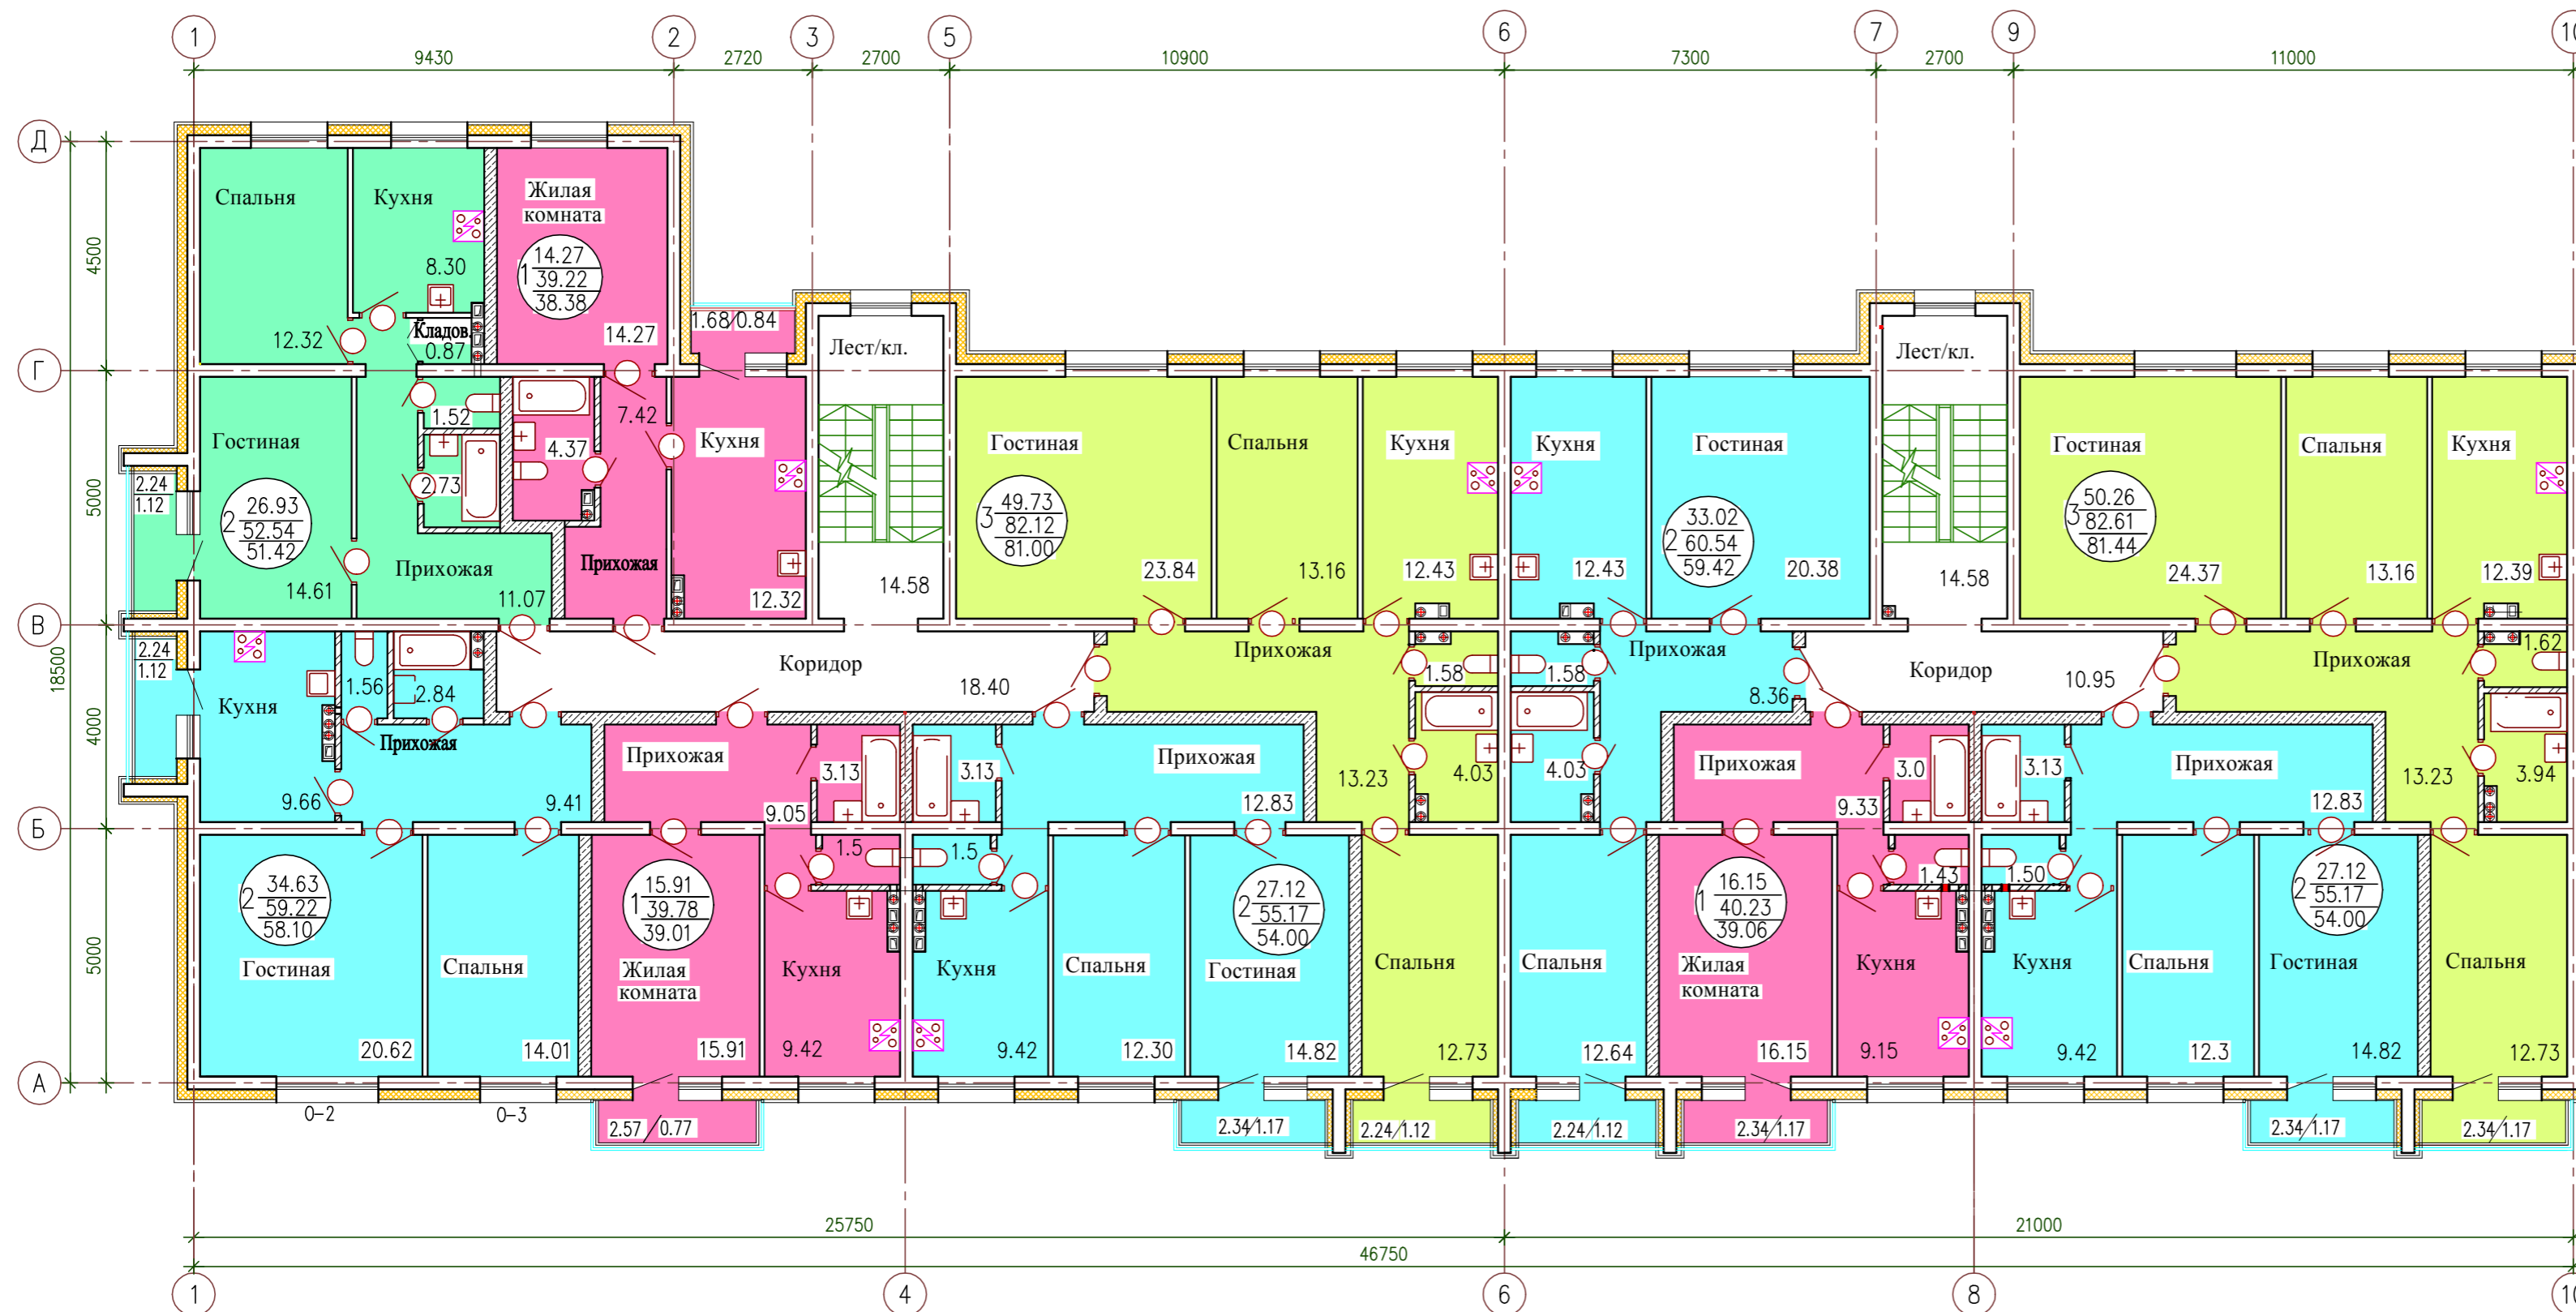 1 2 3 5 6 7 9 10
9430 2720 2700 10900 7300 2700 11000
Д
Г
В
Б
А
4500
5000
4000
5000
18500
Спальня
12.32
Кухня
8.30
Кладов.
0.87
Жилая
комната
1
14.27
39.22
38.38
14.27
1.68/0.84
Лест/кл.
14.58
Гостиная
2
26.93
52.54
51.42
14.61
2.24
1.12
1.52
2.73
Прихожая
11.07
4.37
7.42
Прихожая
Кухня
12.32
Гостиная
3
49.73
82.12
81.00
23.84
Спальня
13.16
Кухня
12.43
Кухня
12.43
Гостиная
2
33.02
60.54
59.42
20.38
Лест/кл.
14.58
Гостиная
3
50.26
82.61
81.44
24.37
Спальня
13.16
Кухня
12.39
2.24
1.12
Кухня
9.66
1.56
2.84
Прихожая
9.41
Коридор
18.40
Прихожая
13.23
1.58
4.03
1.58
4.03
Прихожая
8.36
Коридор
10.95
Прихожая
13.23
1.62
3.94
Прихожая
9.05
3.13
1.5
3.13
1.5
Прихожая
12.83
Прихожая
9.33
3.0
1.43
3.13
1.50
Прихожая
12.83
2
34.63
59.22
58.10
Гостиная
20.62
Спальня
14.01
1
15.91
39.78
39.01
Жилая
комната
15.91
Кухня
9.42
Кухня
9.42
Спальня
12.30
2
27.12
55.17
54.00
Гостиная
14.82
Спальня
12.73
Спальня
12.64
1
16.15
40.23
39.06
Жилая
комната
16.15
Кухня
9.15
Кухня
9.42
Спальня
12.3
2
27.12
55.17
54.00
Гостиная
14.82
Спальня
12.73
О-2 О-3
2.57/0.77 2.34/1.17 2.24/1.12 2.24/1.12 2.34/1.17 2.34/1.17 2.34/1.17
25750 21000
46750
1 4 6 8 10